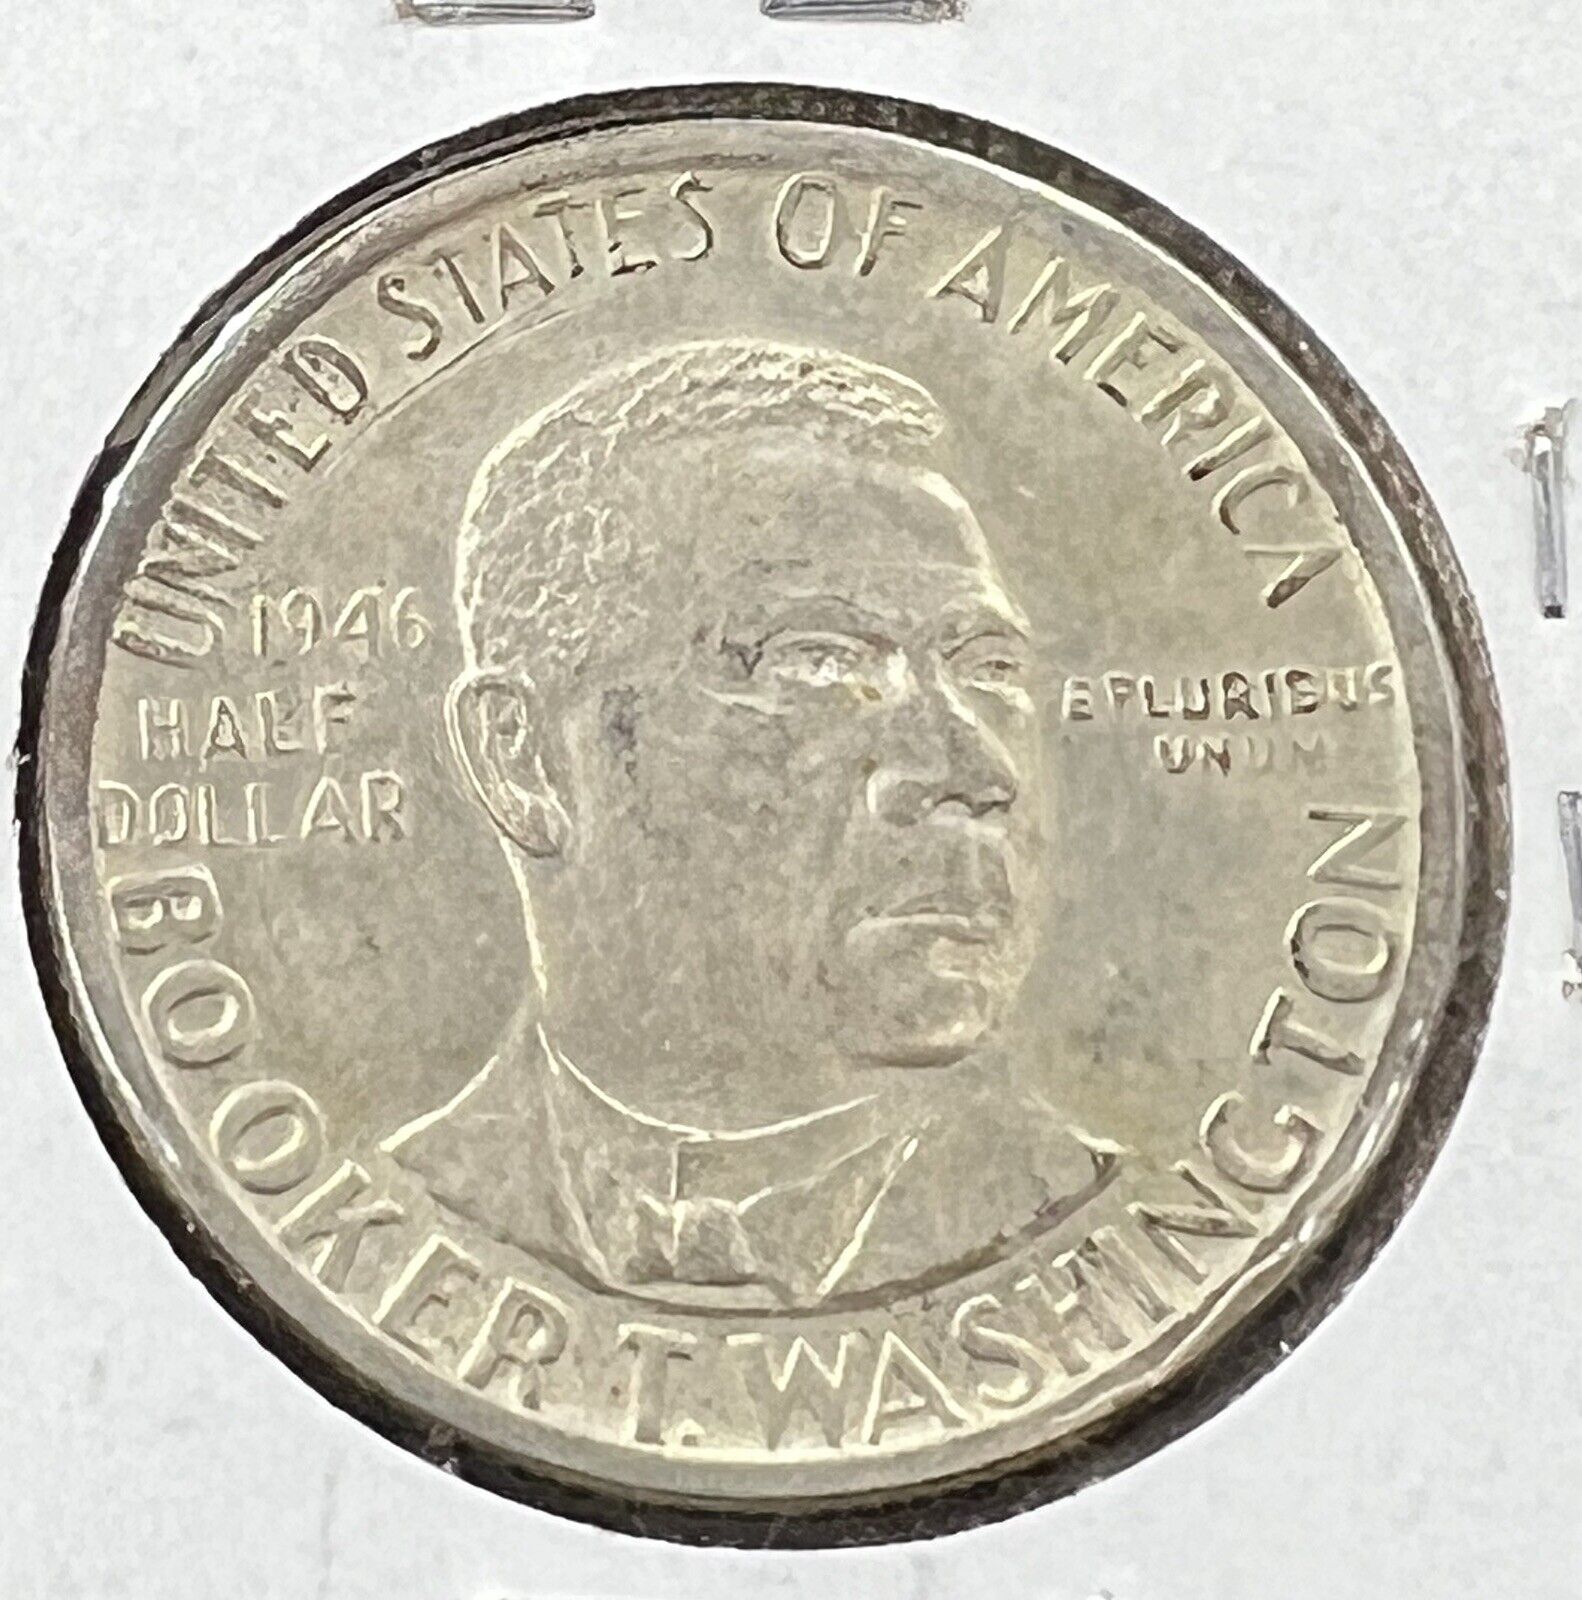 UNITED STATES OF AMERICA
1946
HALF
DOLLAR
E PLURIBUS
UNUM
BOOKER T. WASHINGTON